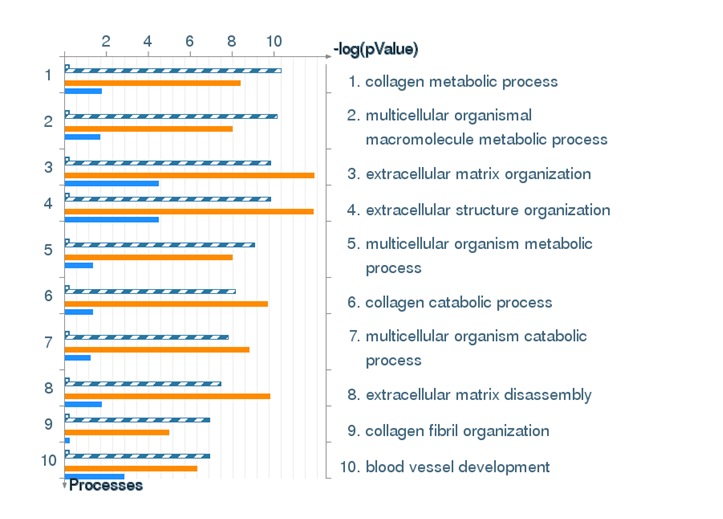 2 4 6 8 10
-log(pValue)
1
2
3
4
5
6
7
8
9
10
Processes
1. collagen metabolic process
2. multicellular organismal
macromolecule metabolic process
3. extracellular matrix organization
4. extracellular structure organization
5. multicellular organism metabolic
process
6. collagen catabolic process
7. multicellular organism catabolic
process
8. extracellular matrix disassembly
9. collagen fibril organization
10. blood vessel development